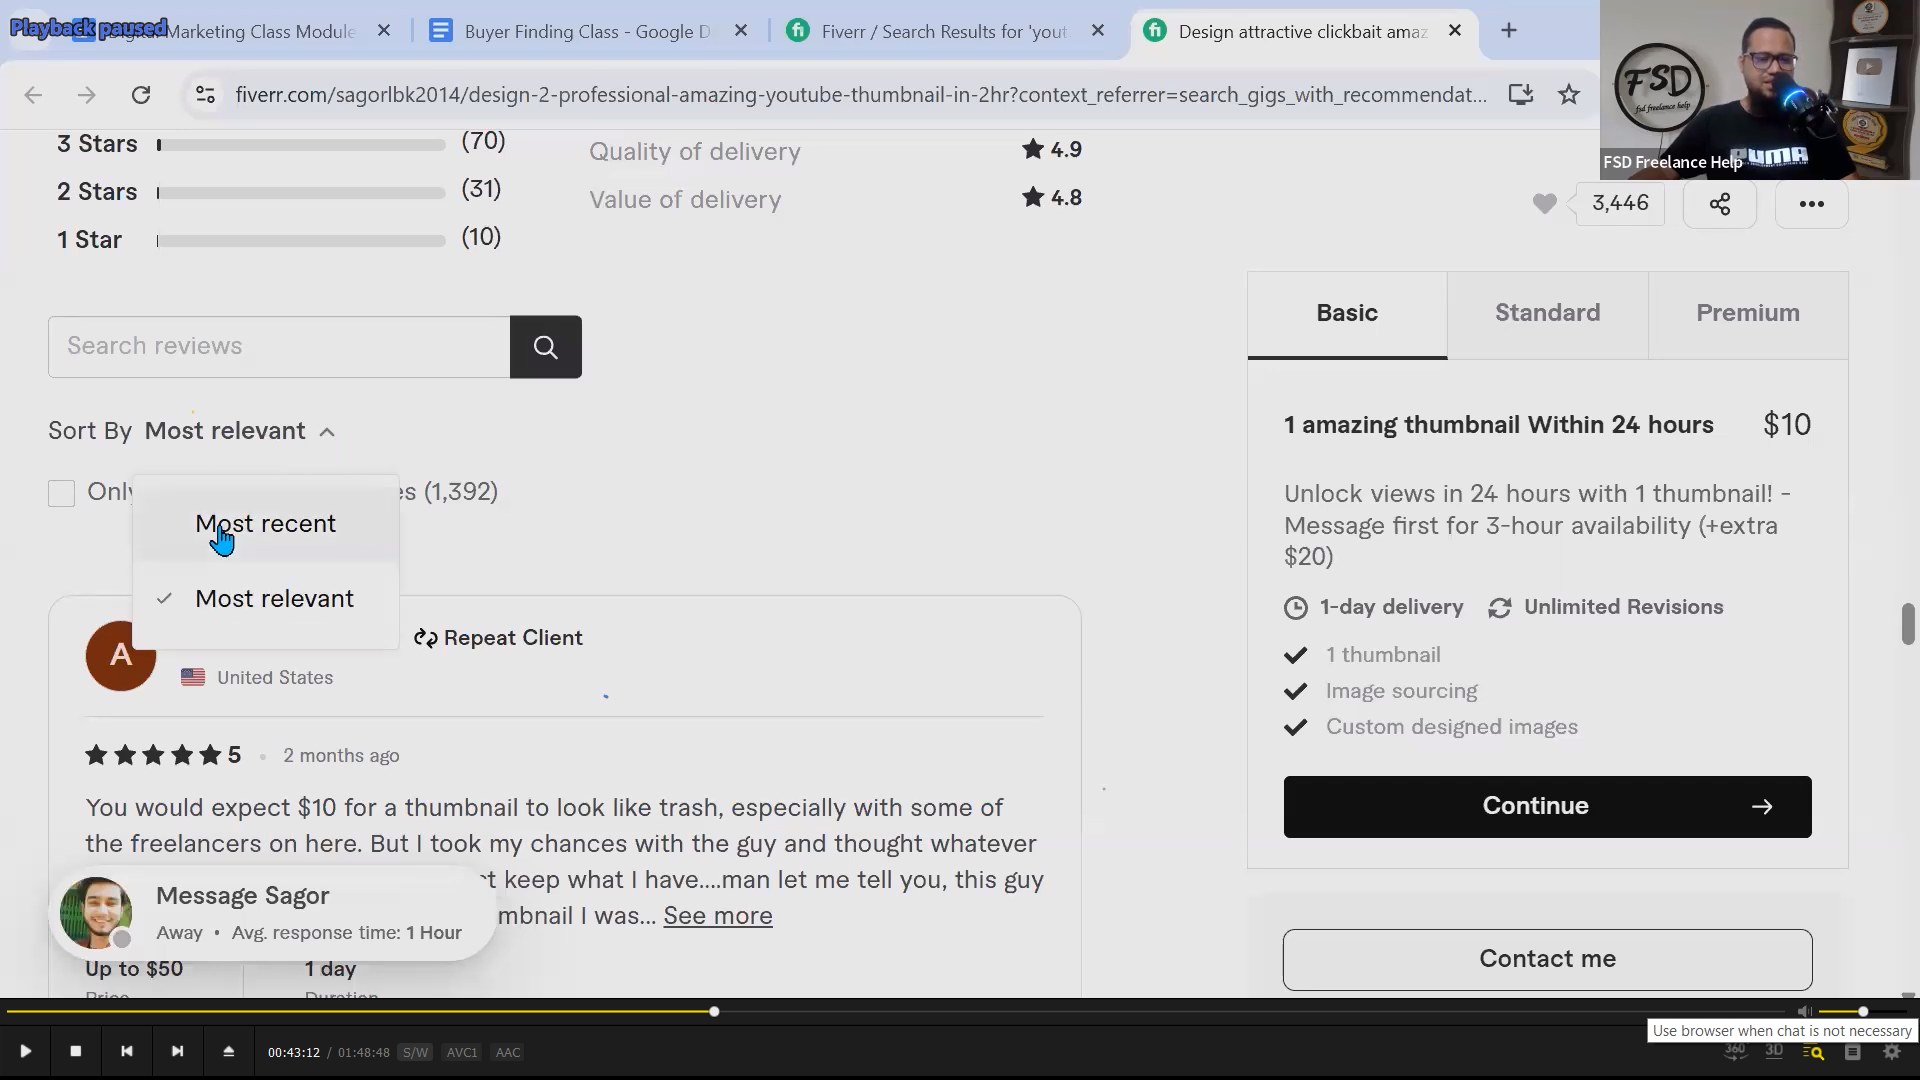 Playback paused
Digital Marketing Class Module
Buyer Finding Class - Google D
Fiverr / Search Results for 'yout
Design attractive clickbait amaz
fiverr.com/sagorlbk2014/design-2-professional-amazing-youtube-thumbnail-in-2hr?context_referrer=search_gigs_with_recommendat...
FSD
fsd freelance help
PUMA
FSD Freelance Help
3 Stars (70)
2 Stars (31)
1 Star (10)
Quality of delivery 4.9
Value of delivery 4.8
3,446
Search reviews
Sort By Most relevant
Only es (1,392)
Most recent
Most relevant
A
Repeat Client
United States
5 • 2 months ago
You would expect $10 for a thumbnail to look like trash, especially with some of
the freelancers on here. But I took my chances with the guy and thought whatever
t keep what I have....man let me tell you, this guy
mbnail I was... See more
Message Sagor
Away • Avg. response time: 1 Hour
Up to $50
Price
1 day
Duration
Basic
Standard
Premium
1 amazing thumbnail Within 24 hours $10
Unlock views in 24 hours with 1 thumbnail! -
Message first for 3-hour availability (+extra
$20)
1-day delivery Unlimited Revisions
1 thumbnail
Image sourcing
Custom designed images
Continue
Contact me
Use browser when chat is not necessary
00:43:12 / 01:48:48 S/W AVC1 AAC
360 3D